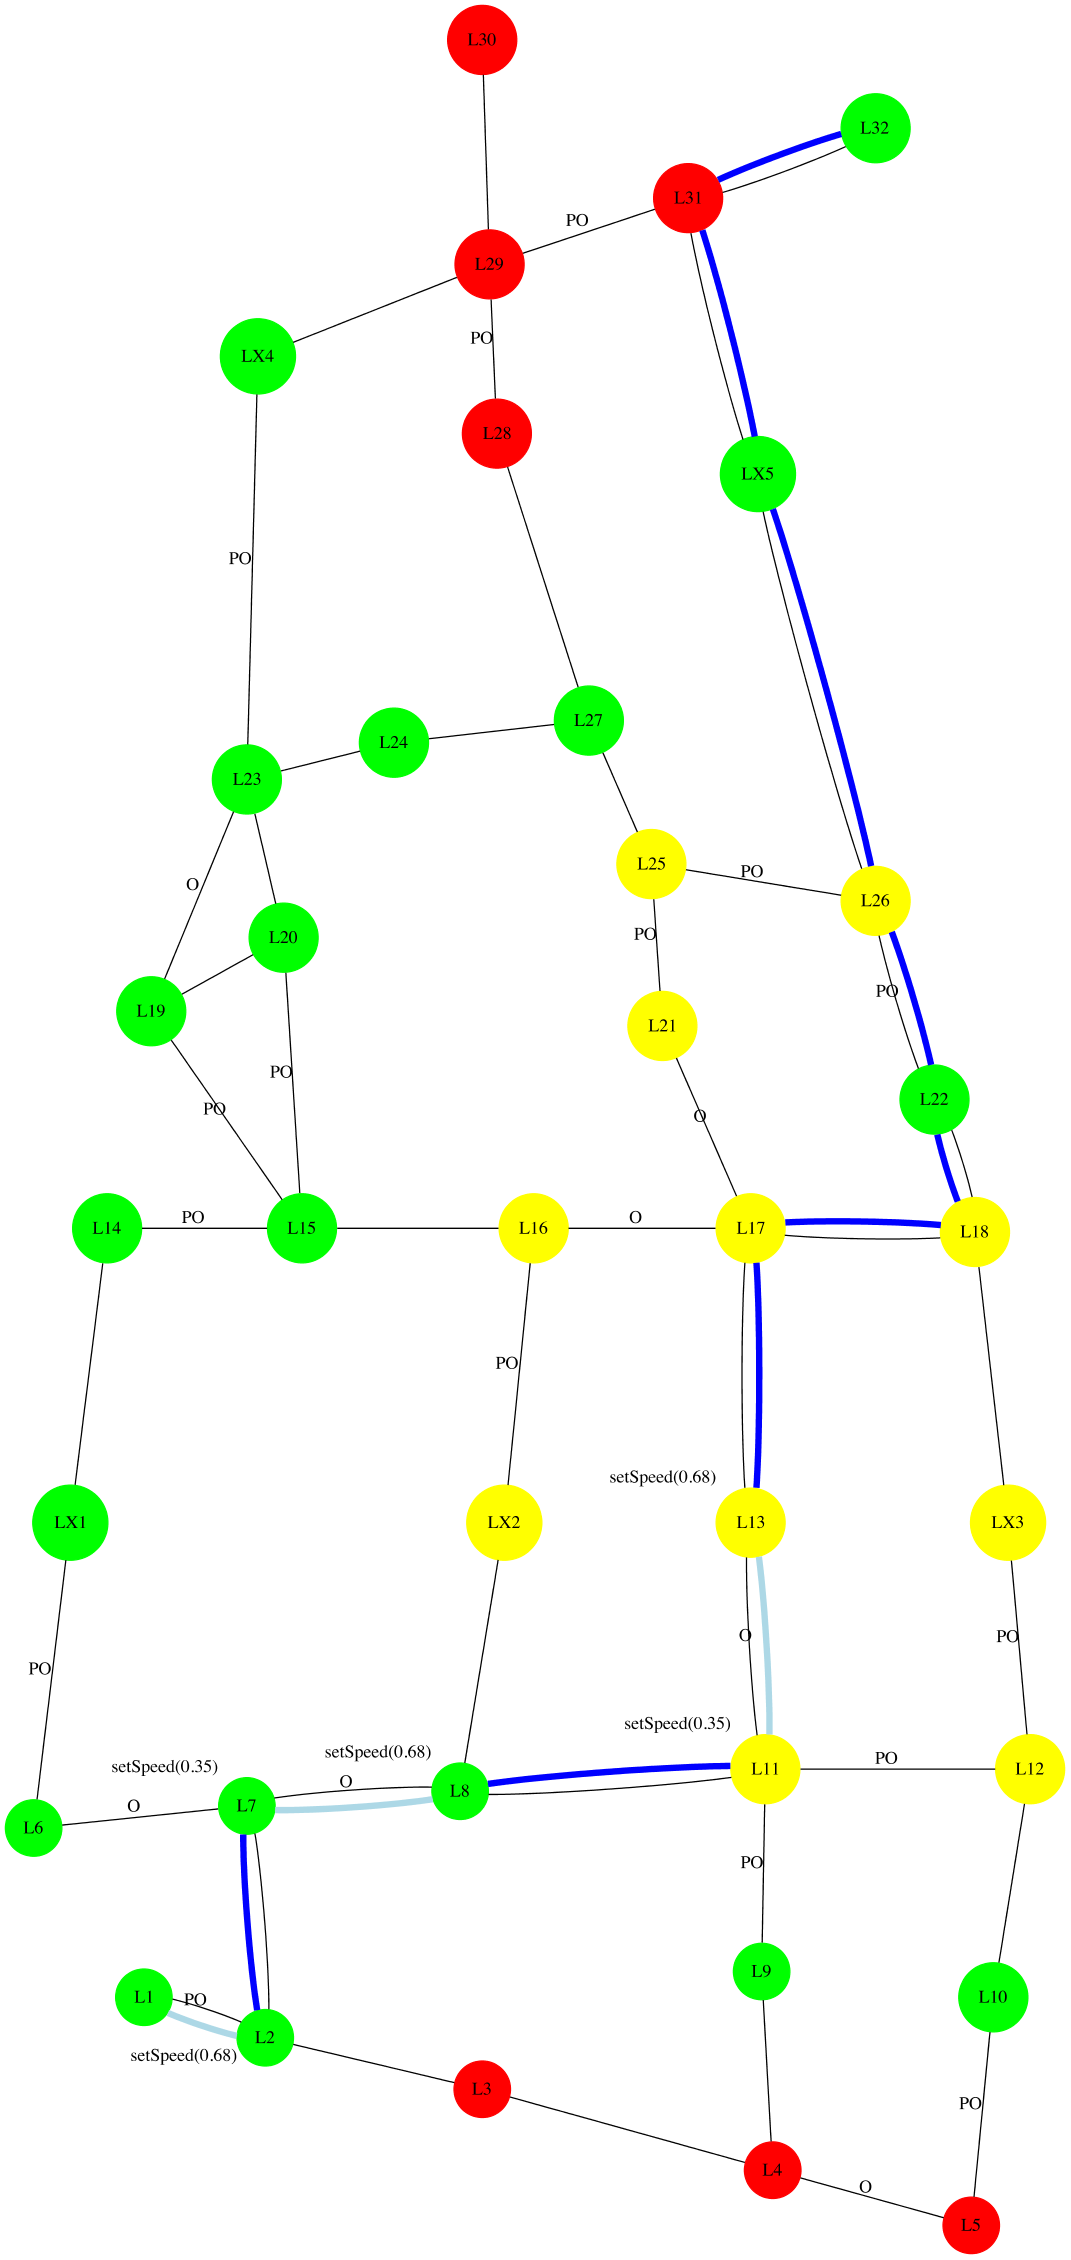 L30
L32
L31
PO
L29
PO
LX4
L28
LX5
PO
L27
L24
L23
L25
PO
O
L26
PO
L20
PO
L19
L21
PO
L22
PO
O
L14
PO
L15
L16
O
L17
L18
PO
setSpeed(0.68)
LX1
LX2
L13
LX3
O
PO
PO
setSpeed(0.35)
setSpeed(0.68)
setSpeed(0.35)
PO
L11
L12
O
L8
O
L7
L6
PO
L9
L1
PO
L10
L2
setSpeed(0.68)
L3
PO
L4
O
L5